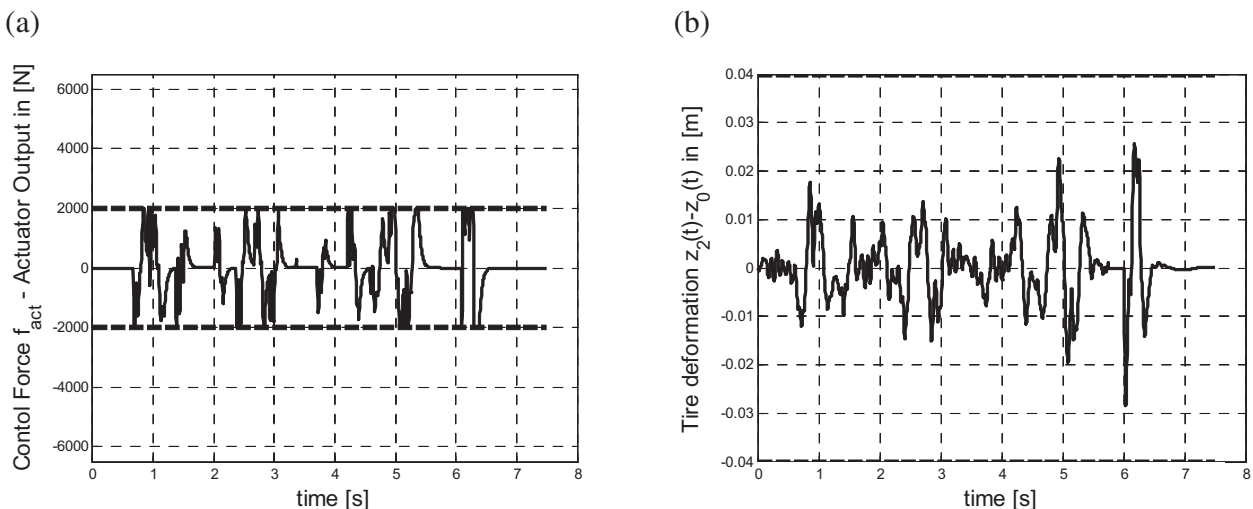 (a)
(b)
Contol Force f_act - Actuator Output in [N]
6000
4000
2000
0
-2000
-4000
-6000
0 1 2 3 4 5 6 7 8
time [s]
Tire deformation z_2(t)-z_0(t) in [m]
0.04
0.03
0.02
0.01
0
-0.01
-0.02
-0.03
-0.04
0 1 2 3 4 5 6 7 8
time [s]